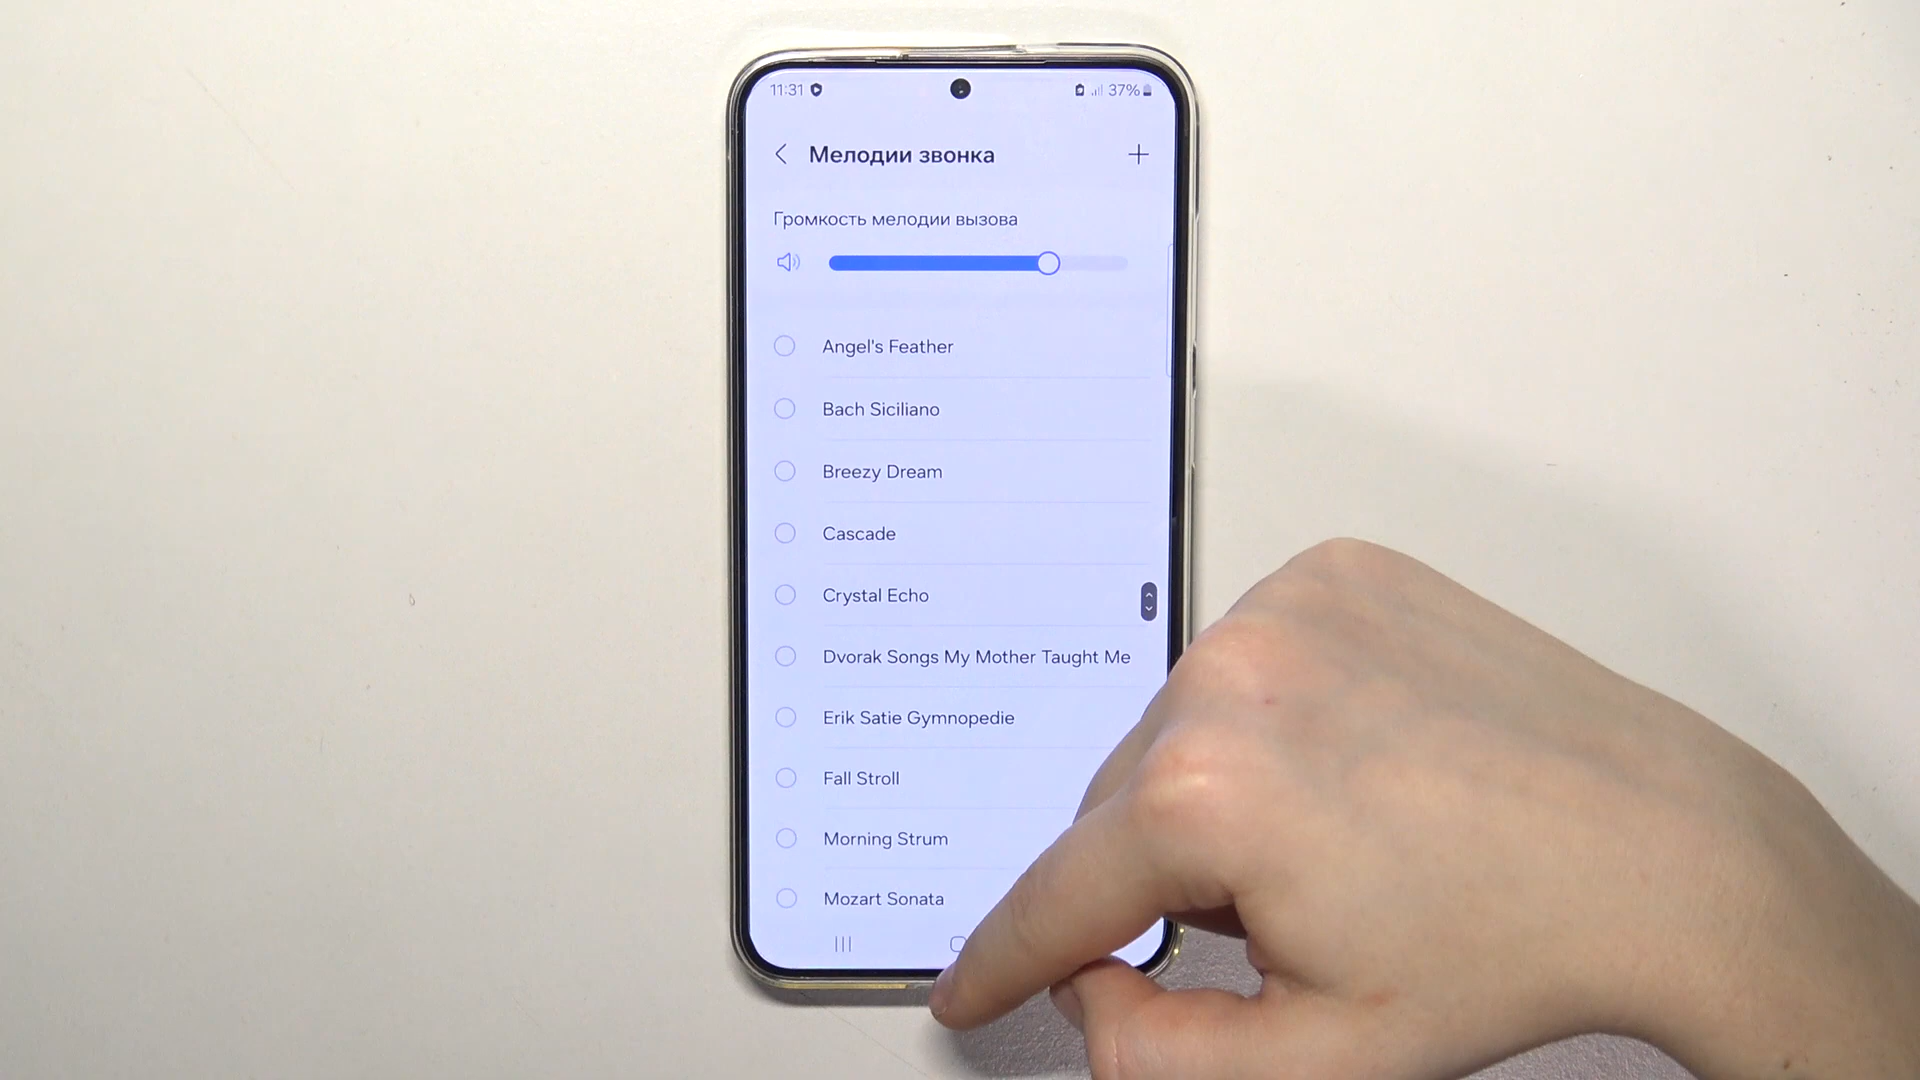 11:31
37%
Мелодии звонка
Громкость мелодии вызова
Angel's Feather
Bach Siciliano
Breezy Dream
Cascade
Crystal Echo
Dvorak Songs My Mother Taught Me
Erik Satie Gymnopedie
Fall Stroll
Morning Strum
Mozart Sonata